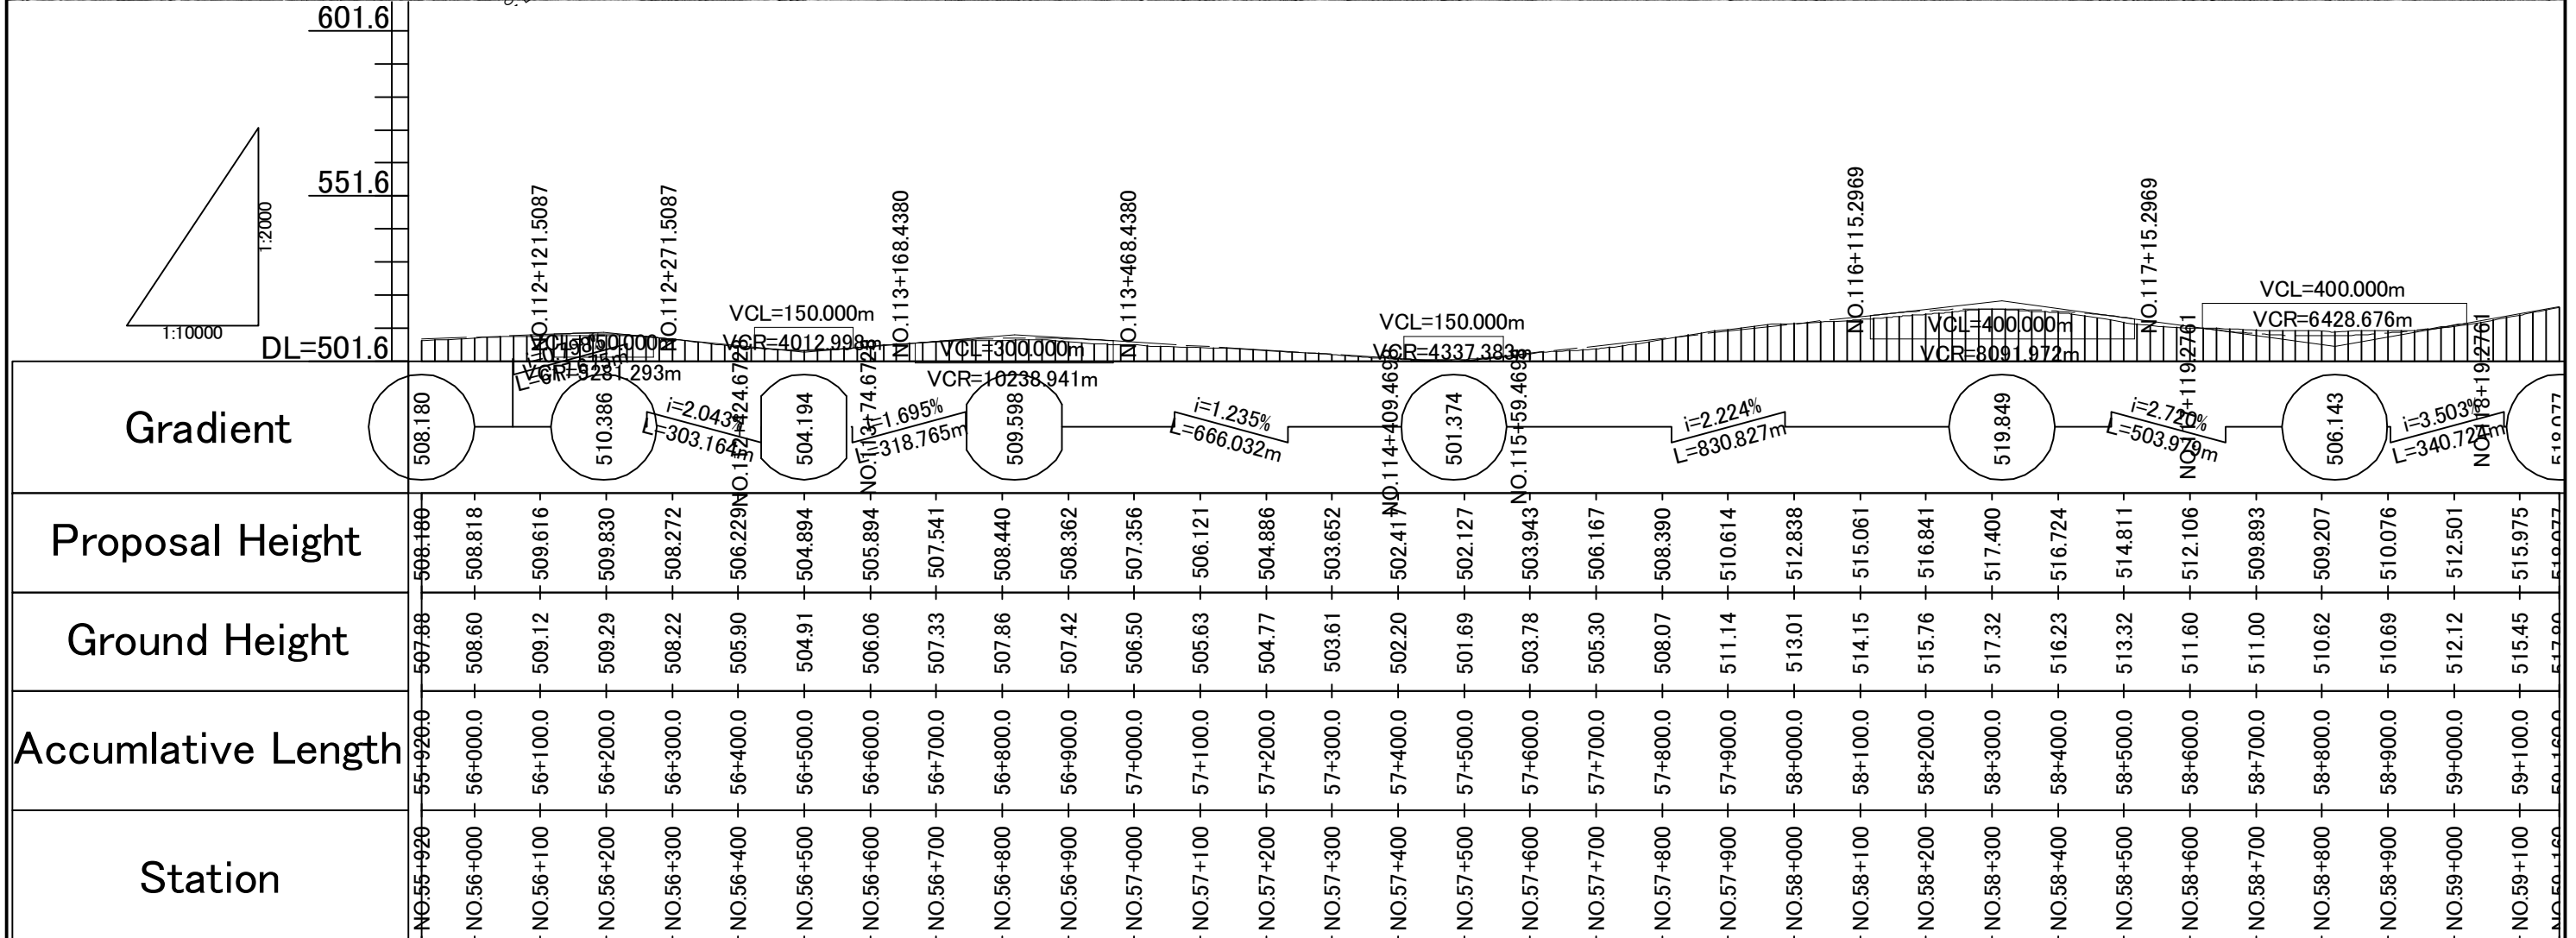 601.6
551.6
DL=501.6
1:2000
1:10000
NO.112+121.5087
NO.112+271.5087
NO.113+168.4380
NO.113+468.4380
NO.116+115.2969
NO.117+15.2969
VCL=150.000m
VCR=4012.998m
VCL=300.000m
VCR=10238.941m
VCL=150.000m
VCR=4337.383m
VCL=400.000m
VCR=8091.972m
VCL=400.000m
VCR=6428.676m
Gradient
508.180
510.386
i=2.043%
L=303.164m
504.194
i=1.695%
L=318.765m
509.598
i=1.235%
L=666.032m
501.374
i=2.224%
L=830.827m
519.849
i=2.720%
L=503.979m
506.143
i=3.503%
L=340.724m
Proposal Height
508.180 508.818 509.616 509.830 508.272 506.229 504.894 505.894 507.541 508.440 508.362 507.356 506.121 504.886 503.652 502.417 502.127 503.943 506.167 508.390 510.614 512.838 515.061 516.841 517.400 516.724 514.811 512.106 509.893 509.207 510.076 512.501 515.975
Ground Height
507.88 508.60 509.12 509.29 508.22 505.90 504.91 506.06 507.33 507.86 507.42 506.50 505.63 504.77 503.61 502.20 501.69 503.78 505.30 508.07 511.14 513.01 514.15 515.76 517.32 516.23 513.32 511.60 511.00 510.62 510.69 512.12 515.45
Accumlative Length
55+920.0 56+000.0 56+100.0 56+200.0 56+300.0 56+400.0 56+500.0 56+600.0 56+700.0 56+800.0 56+900.0 57+000.0 57+100.0 57+200.0 57+300.0 57+400.0 57+500.0 57+600.0 57+700.0 57+800.0 57+900.0 58+000.0 58+100.0 58+200.0 58+300.0 58+400.0 58+500.0 58+600.0 58+700.0 58+800.0 58+900.0 59+000.0 59+100.0
Station
NO.55+920 NO.56+000 NO.56+100 NO.56+200 NO.56+300 NO.56+400 NO.56+500 NO.56+600 NO.56+700 NO.56+800 NO.56+900 NO.57+000 NO.57+100 NO.57+200 NO.57+300 NO.57+400 NO.57+500 NO.57+600 NO.57+700 NO.57+800 NO.57+900 NO.58+000 NO.58+100 NO.58+200 NO.58+300 NO.58+400 NO.58+500 NO.58+600 NO.58+700 NO.58+800 NO.58+900 NO.59+000 NO.59+100